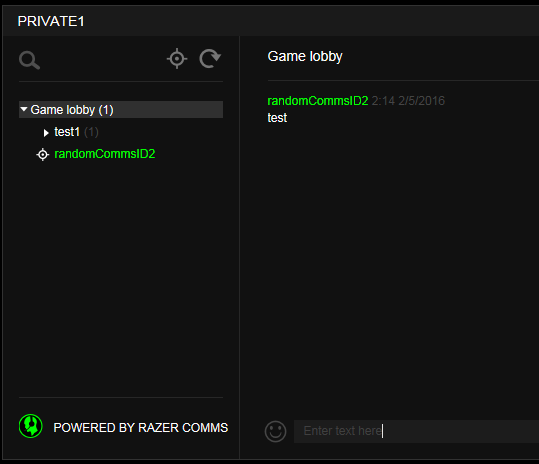 PRIVATE1
Game lobby (1)
test1 (1)
randomCommsID2
POWERED BY RAZER COMMS
Game lobby
randomCommsID2 2:14 2/5/2016
test
Enter text here